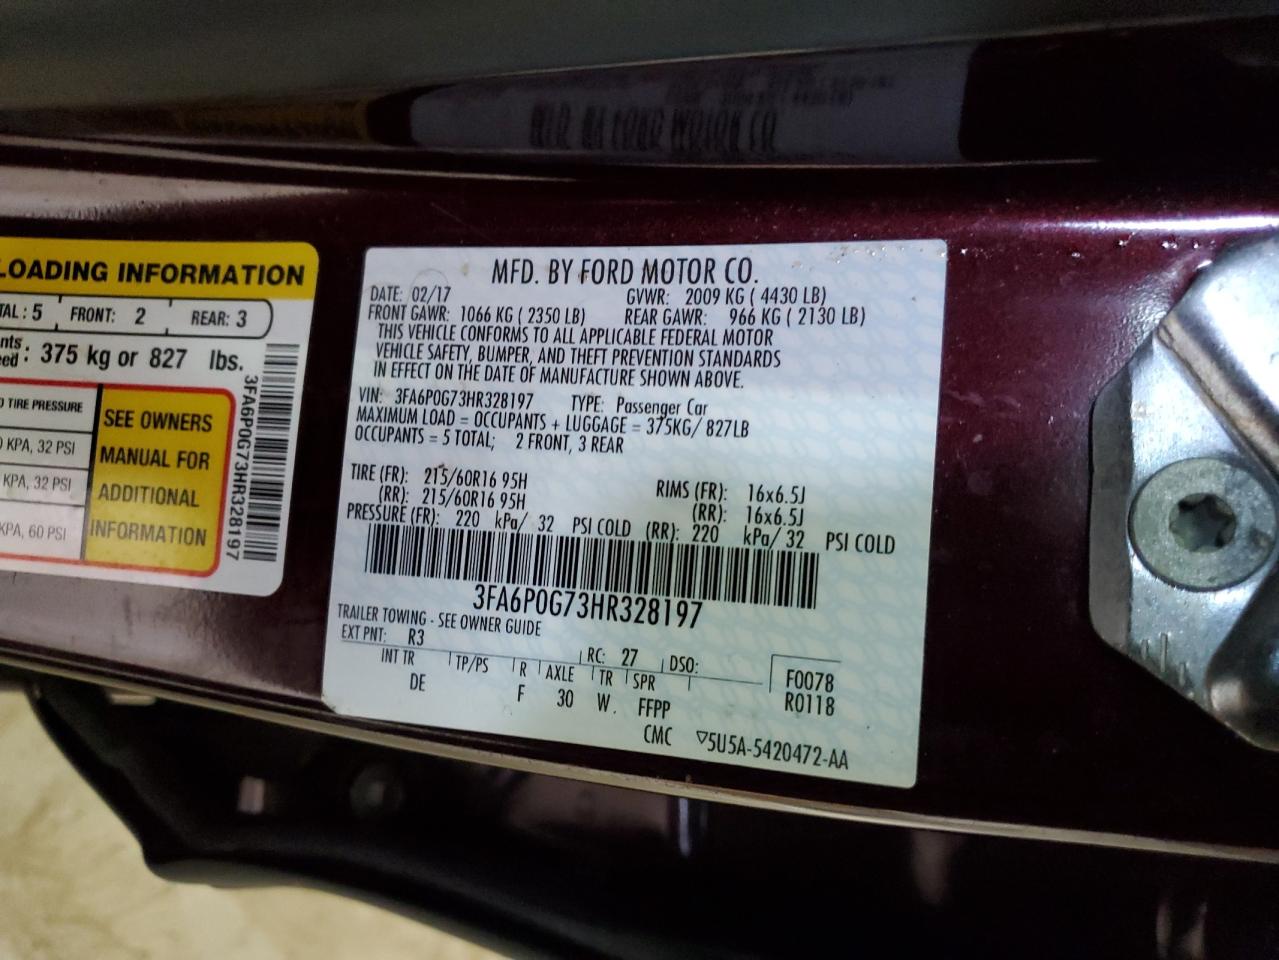 LOADING INFORMATION
TAL : 5 FRONT: 2 REAR: 3
375 kg or 827 lbs.
TIRE PRESSURE
KPA, 32 PSI
KPA, 32 PSI
KPA, 60 PSI
SEE OWNERS
MANUAL FOR
ADDITIONAL
INFORMATION
3FA6P0G73HR328197
MFD. BY FORD MOTOR CO.
DATE: 02/17 GVWR: 2009 KG ( 4430 LB)
FRONT GAWR: 1066 KG ( 2350 LB) REAR GAWR: 966 KG ( 2130 LB)
THIS VEHICLE CONFORMS TO ALL APPLICABLE FEDERAL MOTOR
VEHICLE SAFETY, BUMPER, AND THEFT PREVENTION STANDARDS
IN EFFECT ON THE DATE OF MANUFACTURE SHOWN ABOVE.
VIN: 3FA6P0G73HR328197 TYPE: Passenger Car
MAXIMUM LOAD = OCCUPANTS + LUGGAGE = 375KG/ 827LB
OCCUPANTS = 5 TOTAL; 2 FRONT, 3 REAR
TIRE (FR): 215/60R16 95H RIMS (FR): 16x6.5J
(RR): 215/60R16 95H (RR): 16x6.5J
PRESSURE (FR): 220 kPa/ 32 PSI COLD (RR): 220 kPa/ 32 PSI COLD
3FA6P0G73HR328197
TRAILER TOWING - SEE OWNER GUIDE
EXT PNT: R3 RC: 27 DSO:
INT TR TP/PS R AXLE TR SPR F0078
DE F 30 W. FFPP R0118
CMC ▽5U5A-5420472-AA